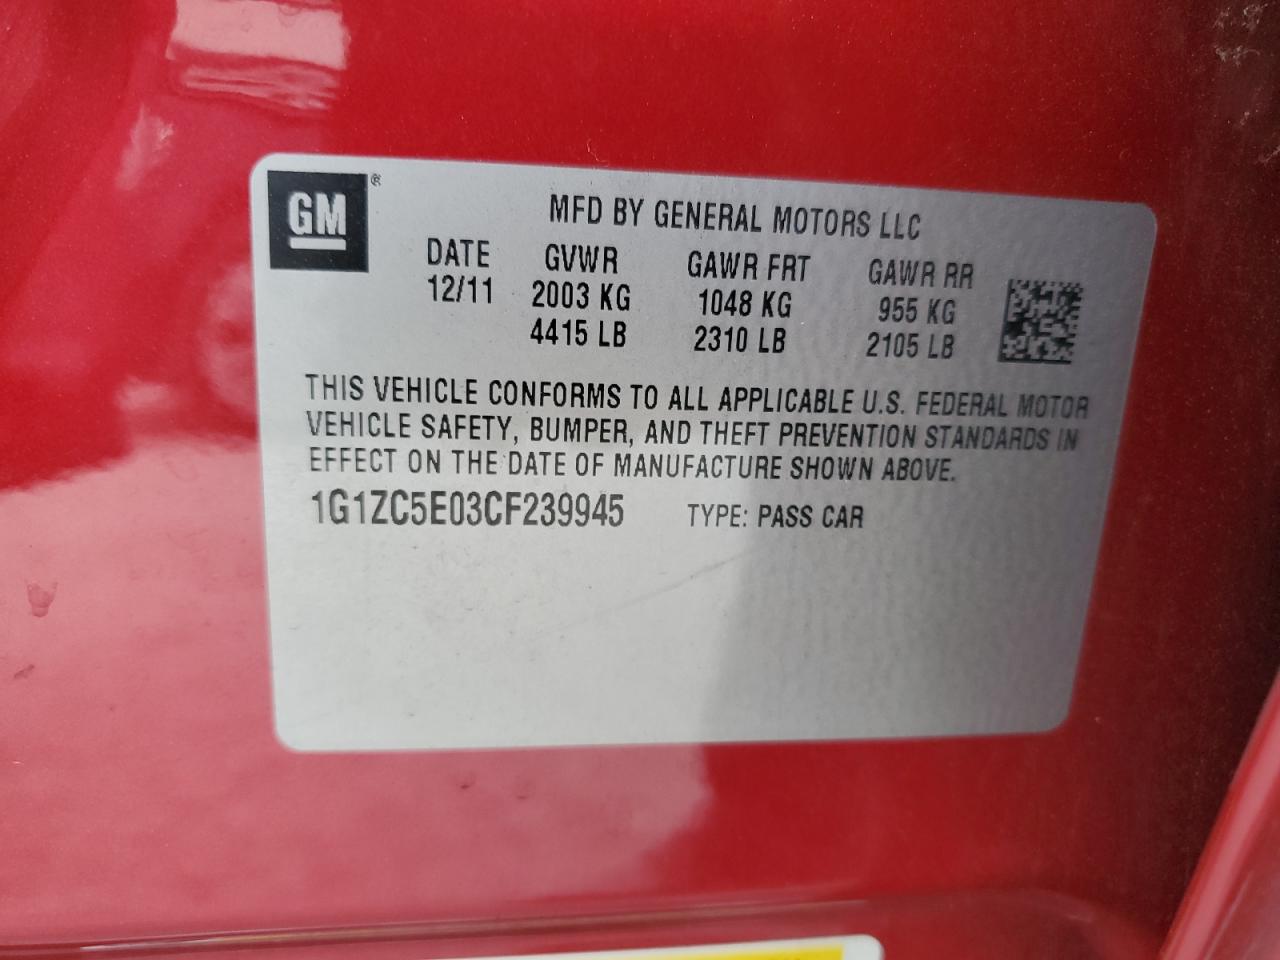 GM ®
MFD BY GENERAL MOTORS LLC
DATE GVWR GAWR FRT GAWR RR
12/11 2003 KG 1048 KG 955 KG
4415 LB 2310 LB 2105 LB
THIS VEHICLE CONFORMS TO ALL APPLICABLE U.S. FEDERAL MOTOR
VEHICLE SAFETY, BUMPER, AND THEFT PREVENTION STANDARDS IN
EFFECT ON THE DATE OF MANUFACTURE SHOWN ABOVE.
1G1ZC5E03CF239945 TYPE: PASS CAR